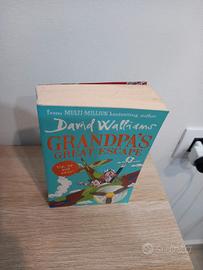 From MULTI-MILLION bestselling author
David Walliams
GRANDPA'S
GREAT ESCAPE